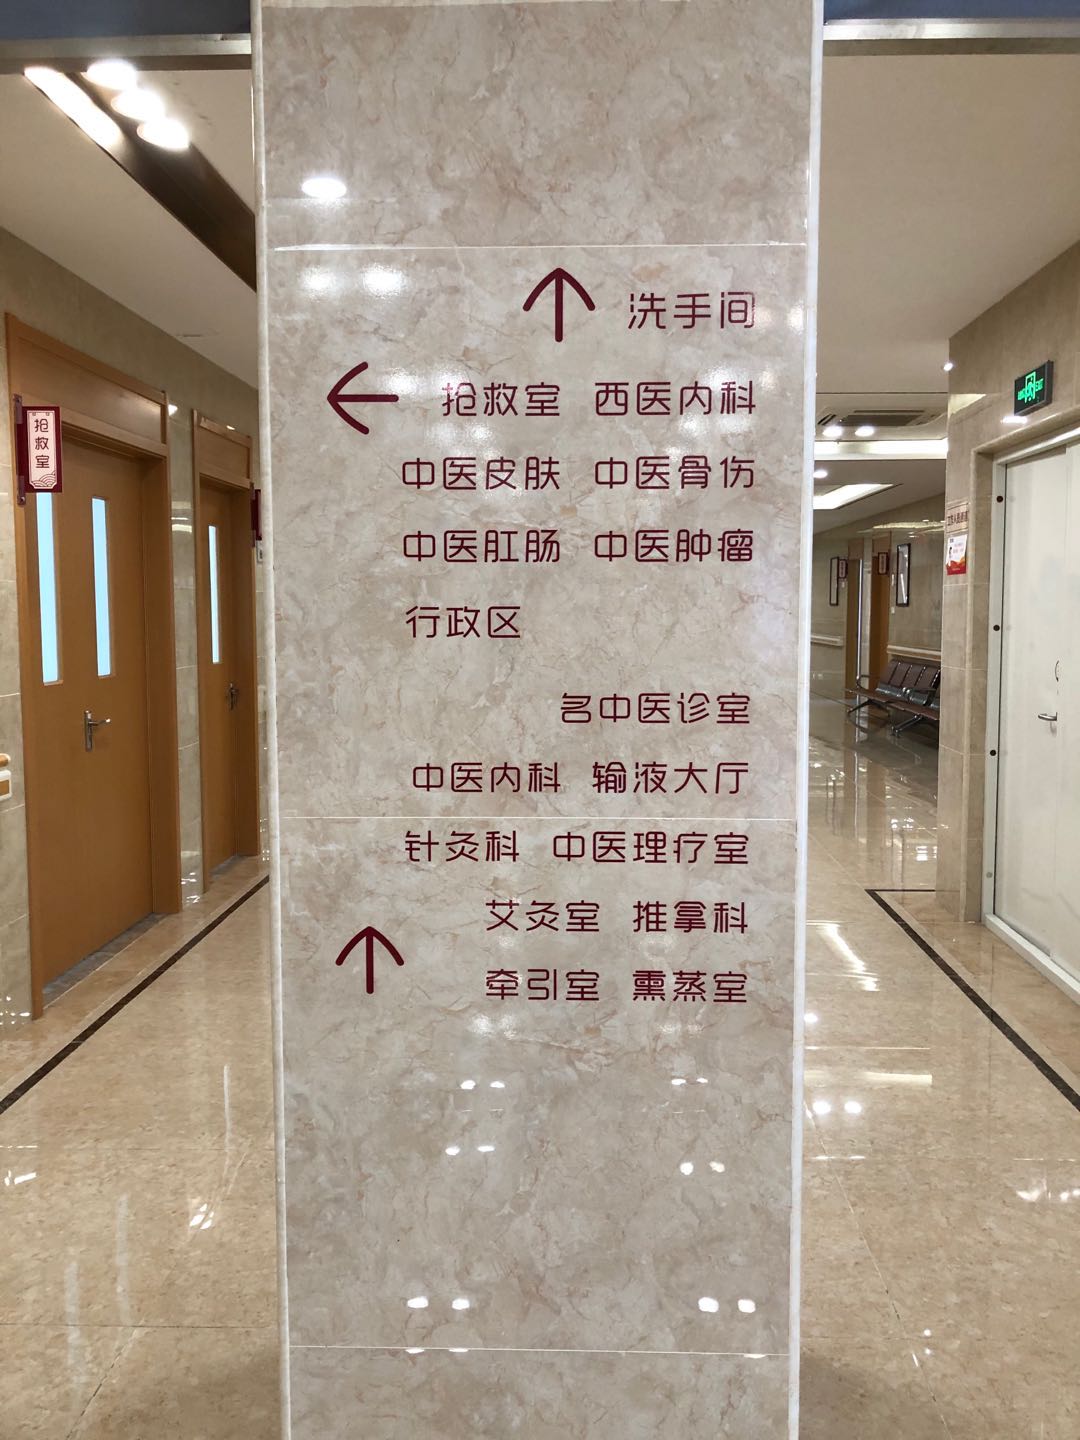 洗手间
抢救室 西医内科
中医皮肤 中医骨伤
中医肛肠 中医肿瘤
行政区
名中医诊室
中医内科 输液大厅
针灸科 中医理疗室
艾灸室 推拿科
牵引室 熏蒸室
抢救室